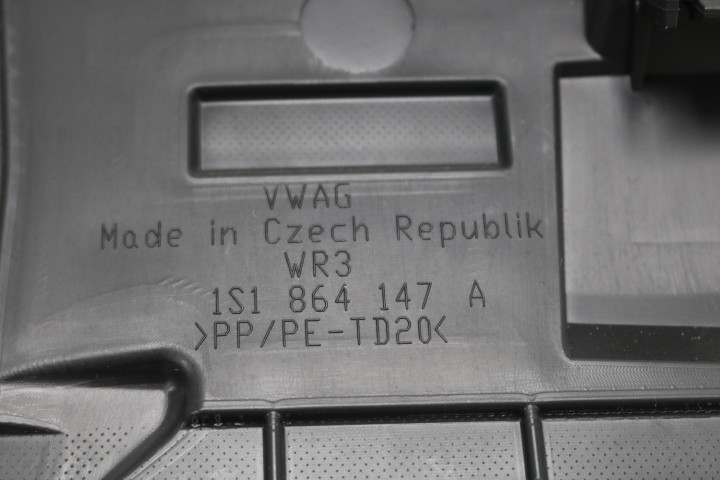 VWAG
Made in Czech Republik
WR3
1S1 864 147 A
>PP/PE-TD20<